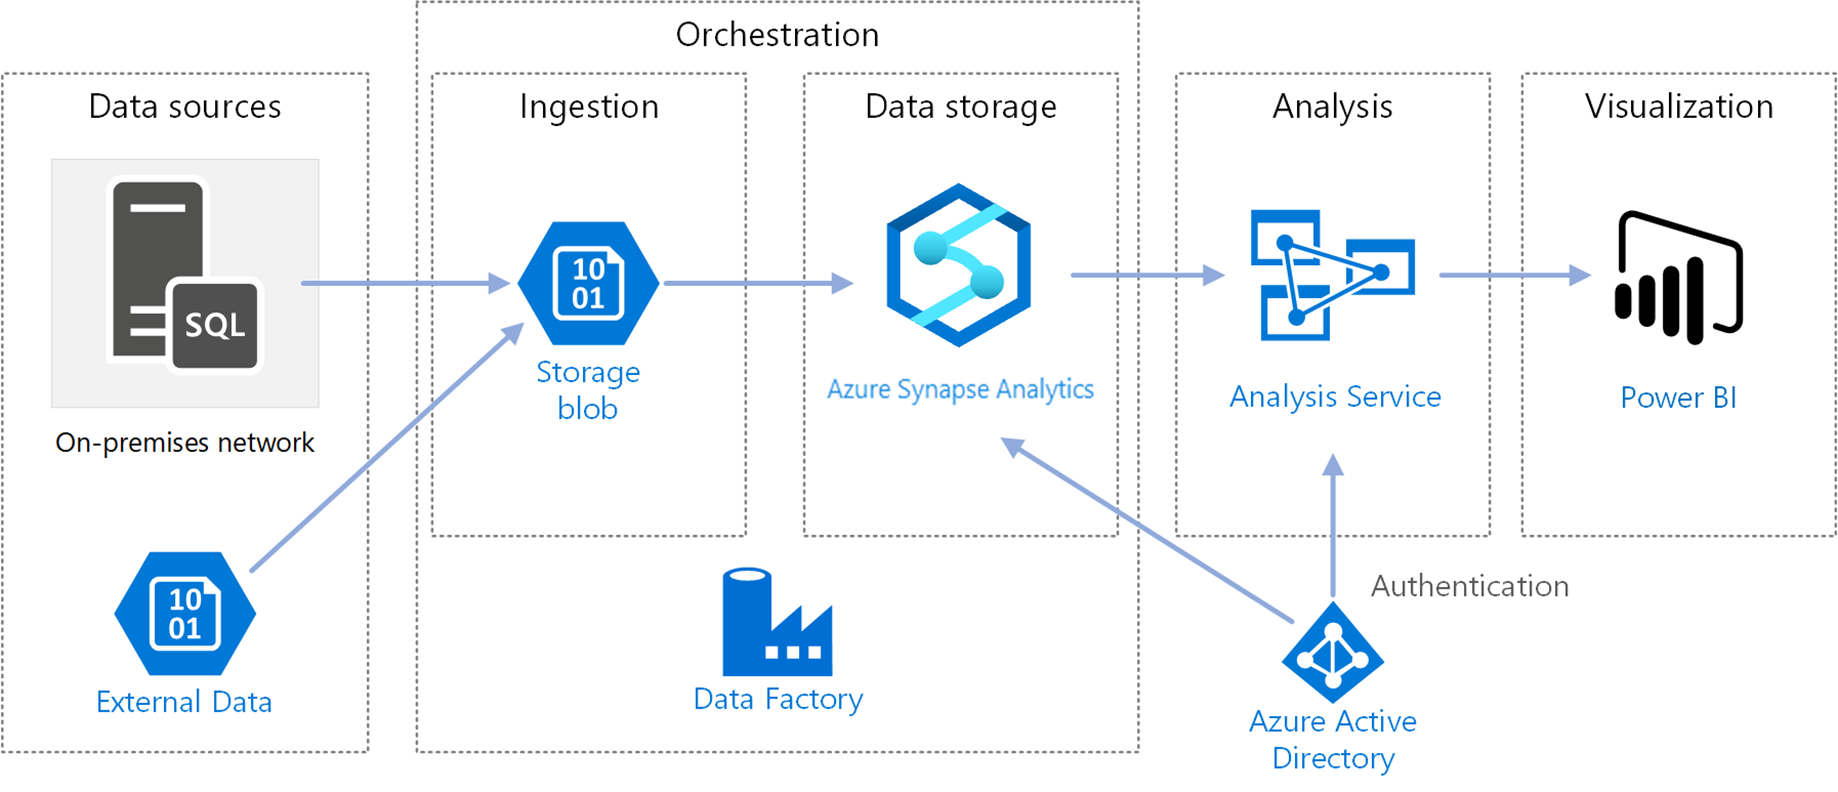 Orchestration
Data sources
Ingestion
Data storage
Analysis
Visualization
SQL
10
01
Storage
blob
Azure Synapse Analytics
Analysis Service
Power BI
On-premises network
10
01
External Data
Data Factory
Authentication
Azure Active
Directory